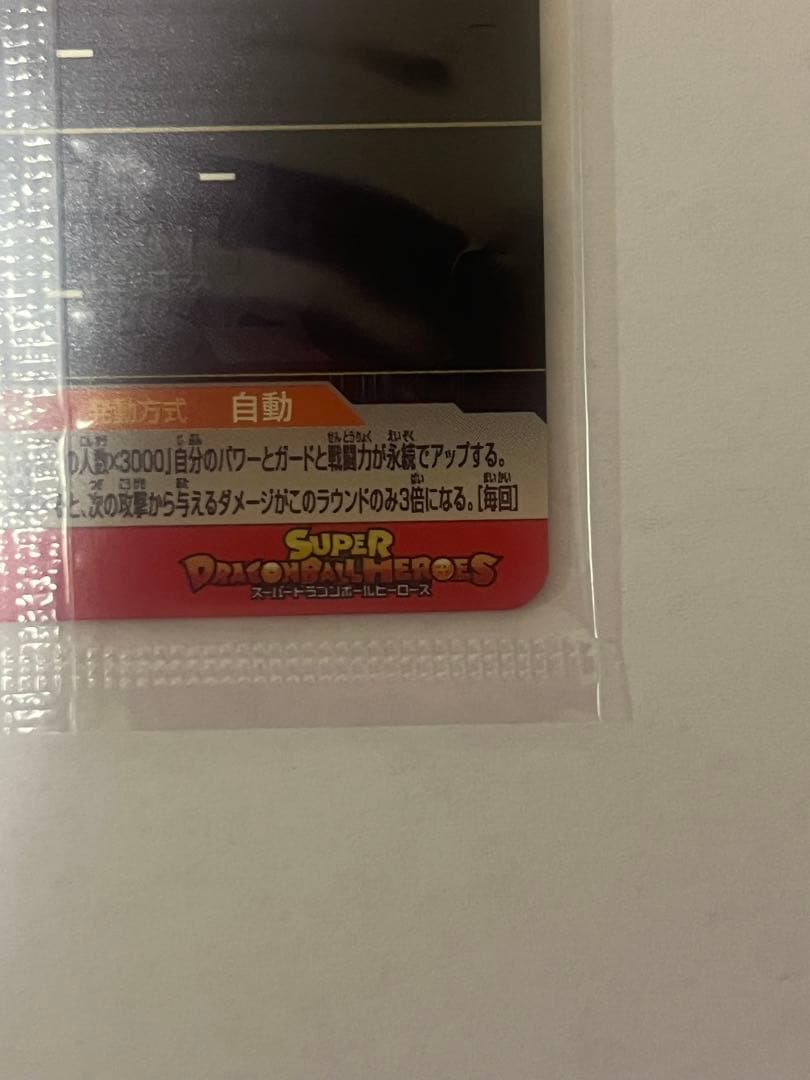 発動方式 自動
の人数×3000」自分のパワーとガードと戦闘力が永続でアップする。
と、次の攻撃から与えるダメージがこのラウンドのみ3倍になる。[毎回]
SUPER
DRAGONBALL HEROES
スーパードラゴンボールヒーローズ